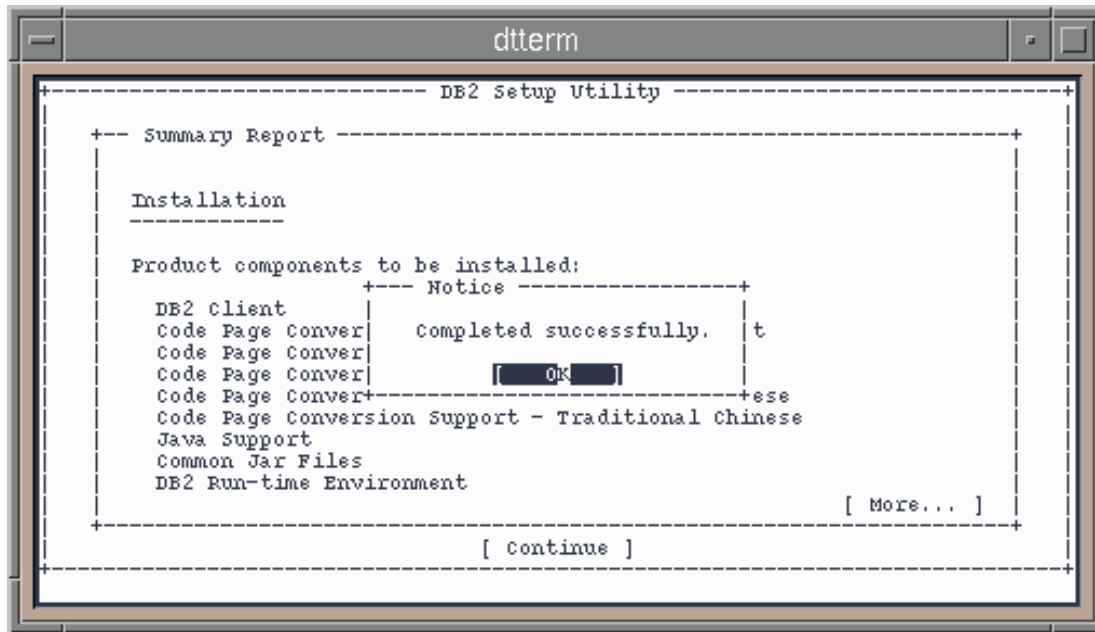 dtterm
DB2 Setup Utility
Summary Report
Installation
Product components to be installed:
Notice
DB2 Client
Code Page Conver Completed successfully. t
Code Page Conver
Code Page Conver [ OK ]
Code Page Conver ese
Code Page Conversion Support - Traditional Chinese
Java Support
Common Jar Files
DB2 Run-time Environment
[ More... ]
[ Continue ]